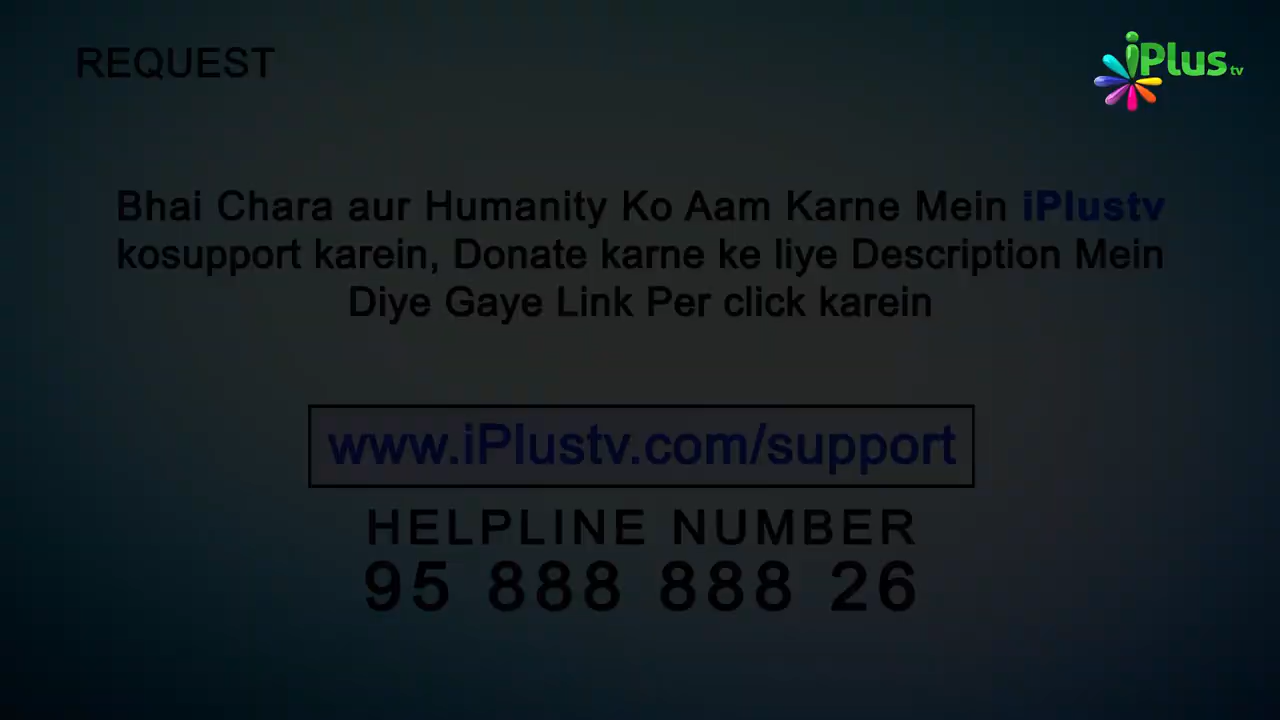 REQUEST
iPlus tv
Bhai Chara aur Humanity Ko Aam Karne Mein iPlustv
kosupport karein, Donate karne ke liye Description Mein
Diye Gaye Link Per click karein
www.iPlustv.com/support
HELPLINE NUMBER
95 888 888 26